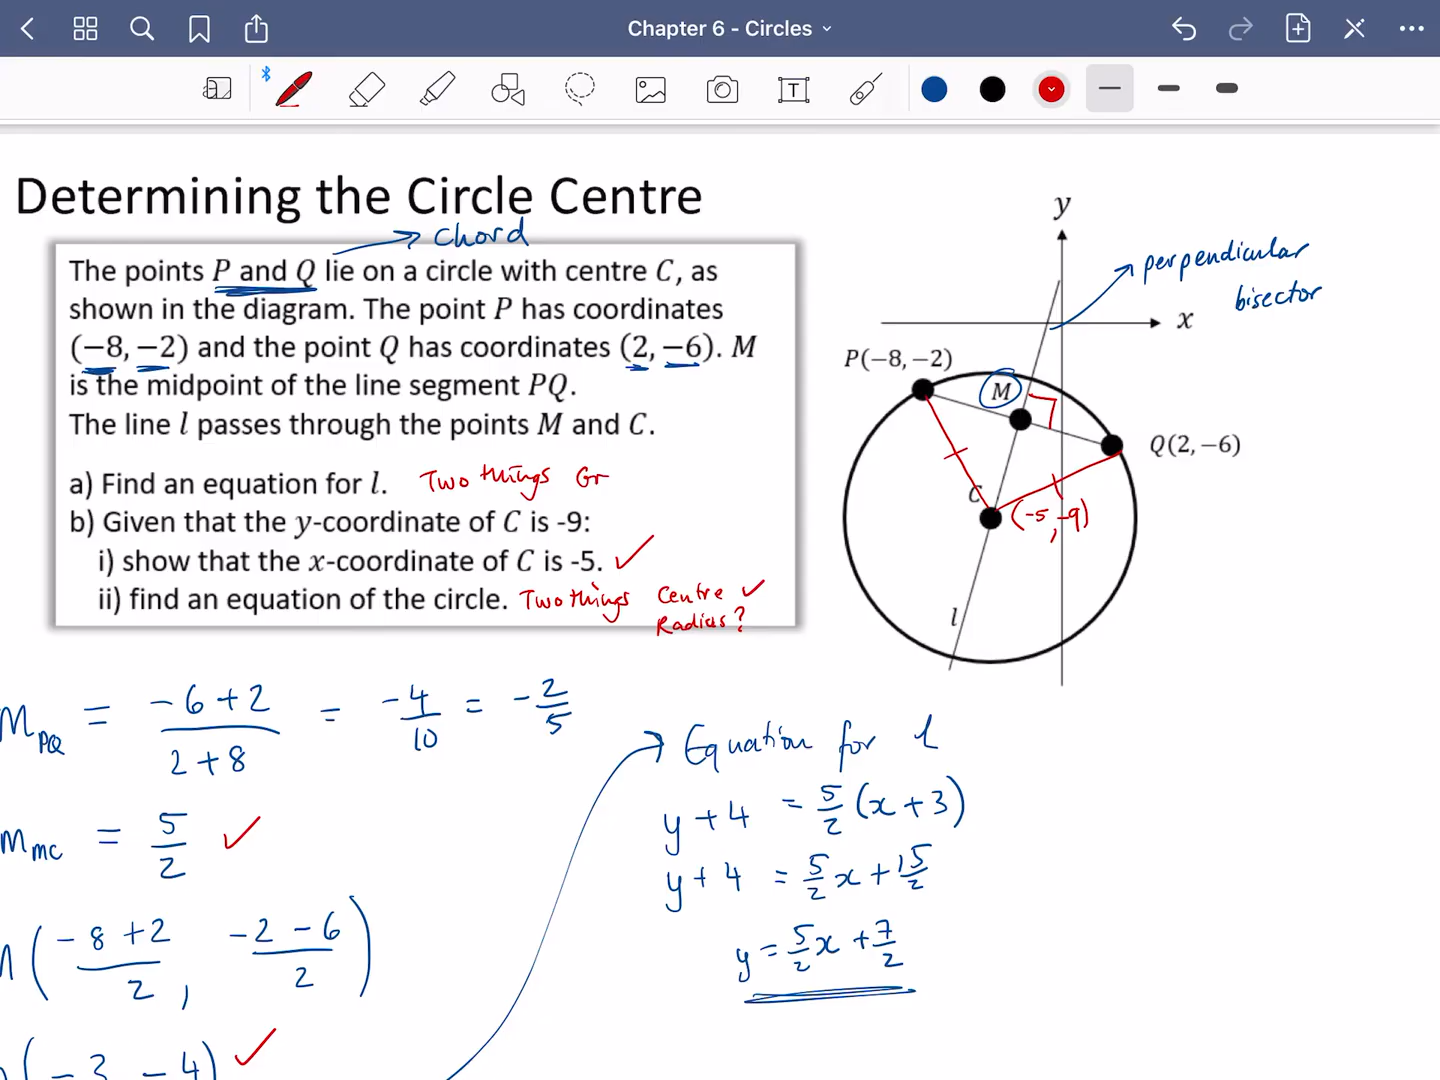 Chapter 6 - Circles
Determining the Circle Centre
chord
The points P and Q lie on a circle with centre C, as
shown in the diagram. The point P has coordinates
(−8, −2) and the point Q has coordinates (2, −6). M
is the midpoint of the line segment PQ.
The line l passes through the points M and C.
a) Find an equation for l. Two things Gr
b) Given that the y-coordinate of C is -9:
i) show that the x-coordinate of C is -5. ✓
ii) find an equation of the circle. Two things Centre ✓
Radius?
y
perpendicular
bisector
x
P(−8, −2)
M
Q(2, −6)
C
(-5, -9)
l
M_PQ = (-6+2)/(2+8) = -4/10 = -2/5
M_MC = 5/2 ✓
(-8+2)/2 , (-2-6)/2)
(-3 -4) ✓
Equation for l
y+4 = 5/2(x+3)
y+4 = 5/2x+15/2
y = 5/2x+7/2